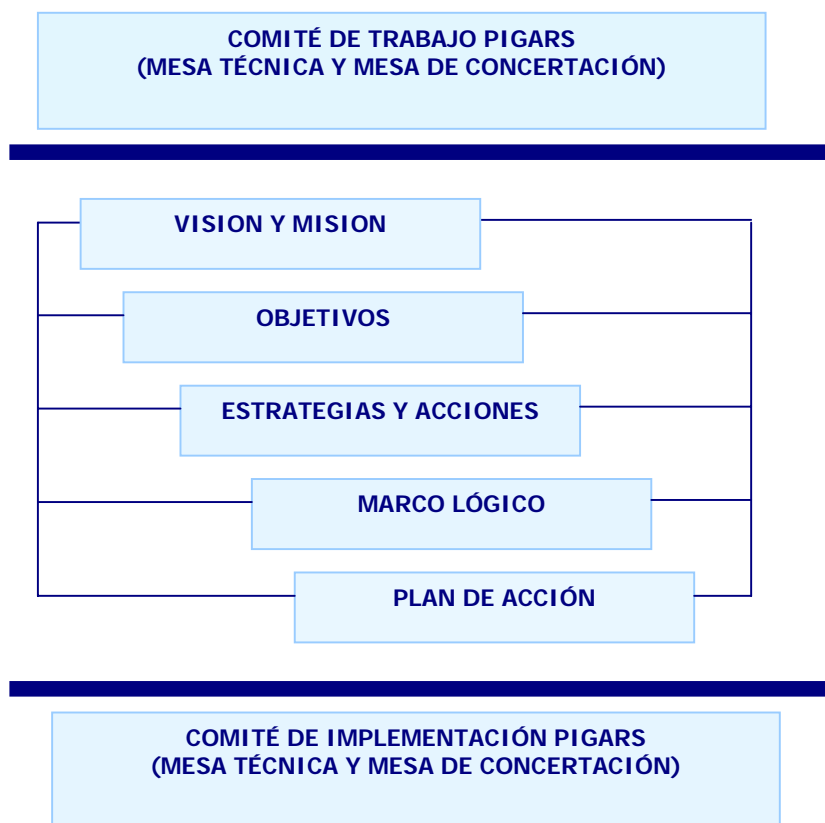 COMITÉ DE TRABAJO PIGARS
(MESA TÉCNICA Y MESA DE CONCERTACIÓN)
VISION Y MISION
OBJETIVOS
ESTRATEGIAS Y ACCIONES
MARCO LÓGICO
PLAN DE ACCIÓN
COMITÉ DE IMPLEMENTACIÓN PIGARS
(MESA TÉCNICA Y MESA DE CONCERTACIÓN)